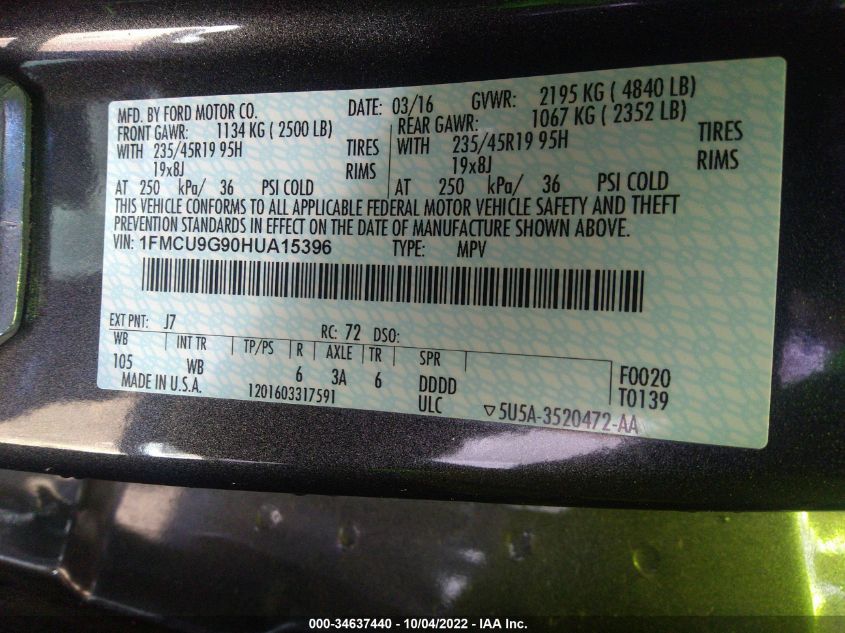 MFD. BY FORD MOTOR CO.
DATE: 03/16 GVWR: 2195 KG ( 4840 LB)
FRONT GAWR: 1134 KG ( 2500 LB)
WITH 235/45R19 95H TIRES
19x8J RIMS
AT 250 kPa/ 36 PSI COLD
REAR GAWR: 1067 KG ( 2352 LB)
WITH 235/45R19 95H TIRES
19x8J RIMS
AT 250 kPa/ 36 PSI COLD
THIS VEHICLE CONFORMS TO ALL APPLICABLE FEDERAL MOTOR VEHICLE SAFETY AND THEFT
PREVENTION STANDARDS IN EFFECT ON THE DATE OF MANUFACTURE SHOWN ABOVE.
VIN: 1FMCU9G90HUA15396 TYPE: MPV
EXT PNT: J7 RC: 72 DSO:
WB INT TR TP/PS R AXLE TR SPR
105 WB 6 3A 6 DDDD F0020
MADE IN U.S.A. 1201603317591 ULC ▽5U5A-3520472-AA T0139
000-34637440 - 10/04/2022 - IAA Inc.